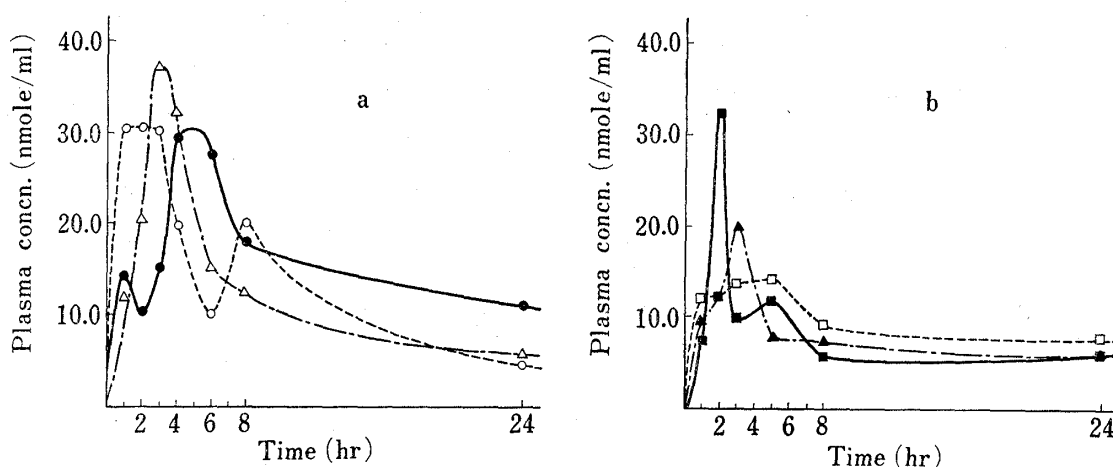 Plasma concn. (nmole/ml)
40.0
30.0
20.0
10.0
a
2 4 6 8 24
Time (hr)
Plasma concn. (nmole/ml)
40.0
30.0
20.0
10.0
b
2 4 6 8 24
Time (hr)